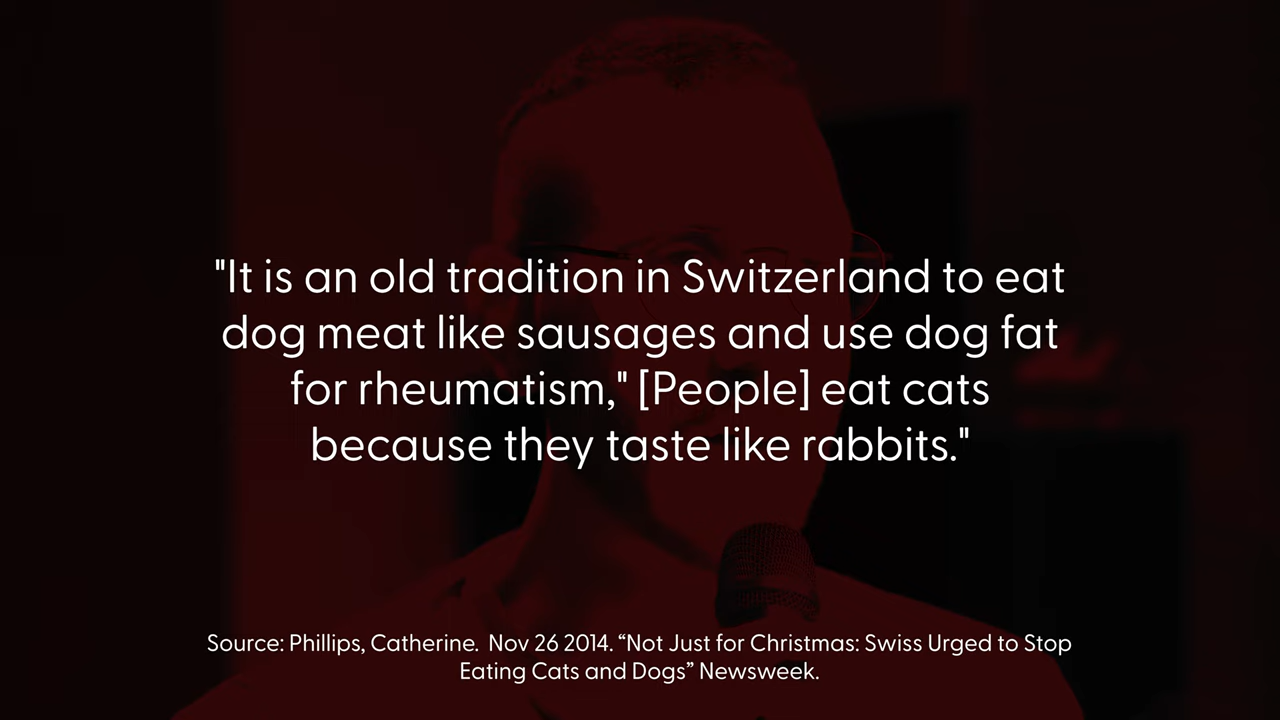 "It is an old tradition in Switzerland to eat
dog meat like sausages and use dog fat
for rheumatism," [People] eat cats
because they taste like rabbits."
Source: Phillips, Catherine.  Nov 26 2014. “Not Just for Christmas: Swiss Urged to Stop
Eating Cats and Dogs” Newsweek.